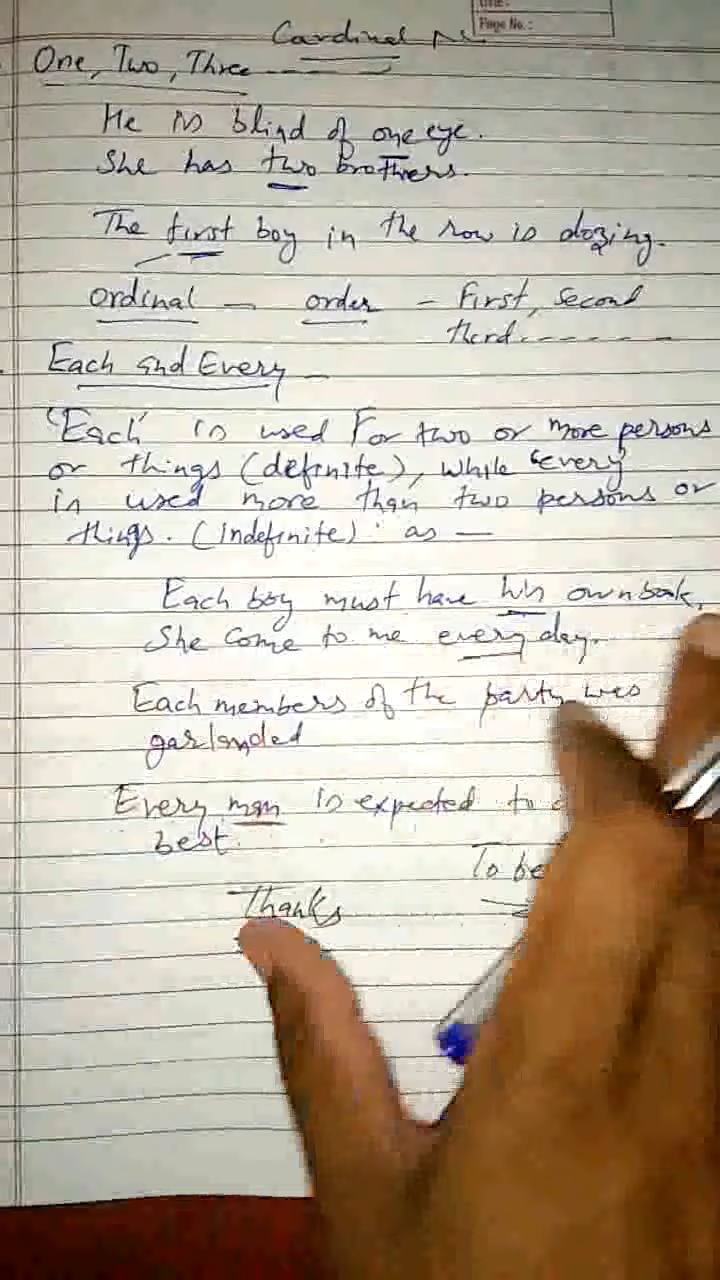 Page No.:
Cardinal
One, Two, Three
He is blind of one eye.
She has two brothers.
The first boy in the row is dozing.
ordinal — order - First, Second
therd------
Each and Every -
'Each' is used For two or more persons
or things (definite), while 'every'
is used more than two persons or
things. (indefinite) as —
Each boy must have his own book,
She come to me every day.
Each members of the party was
garlanded
Every man is expected to
best.
To be
Thanks